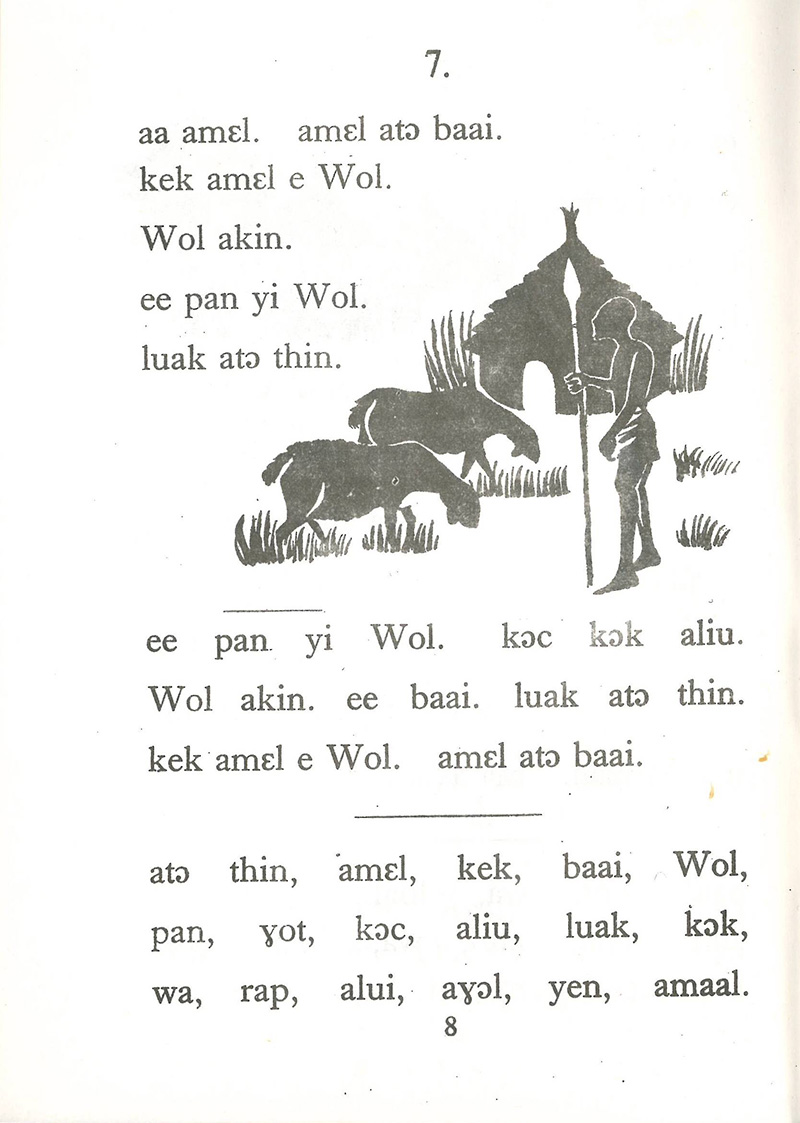 7.
aa amɛl. amɛl atɔ baai.
kek amɛl e Wol.
Wol akin.
ee pan yi Wol.
luak atɔ thin.
ee pan yi Wol. kɔc kɔk aliu.
Wol akin. ee baai. luak atɔ thin.
kek amɛl e Wol. amɛl atɔ baai.
atɔ thin, amɛl, kek, baai, Wol,
pan, ɣot, kɔc, aliu, luak, kɔk,
wa, rap, alui, aɣɔl, yen, amaal.
8